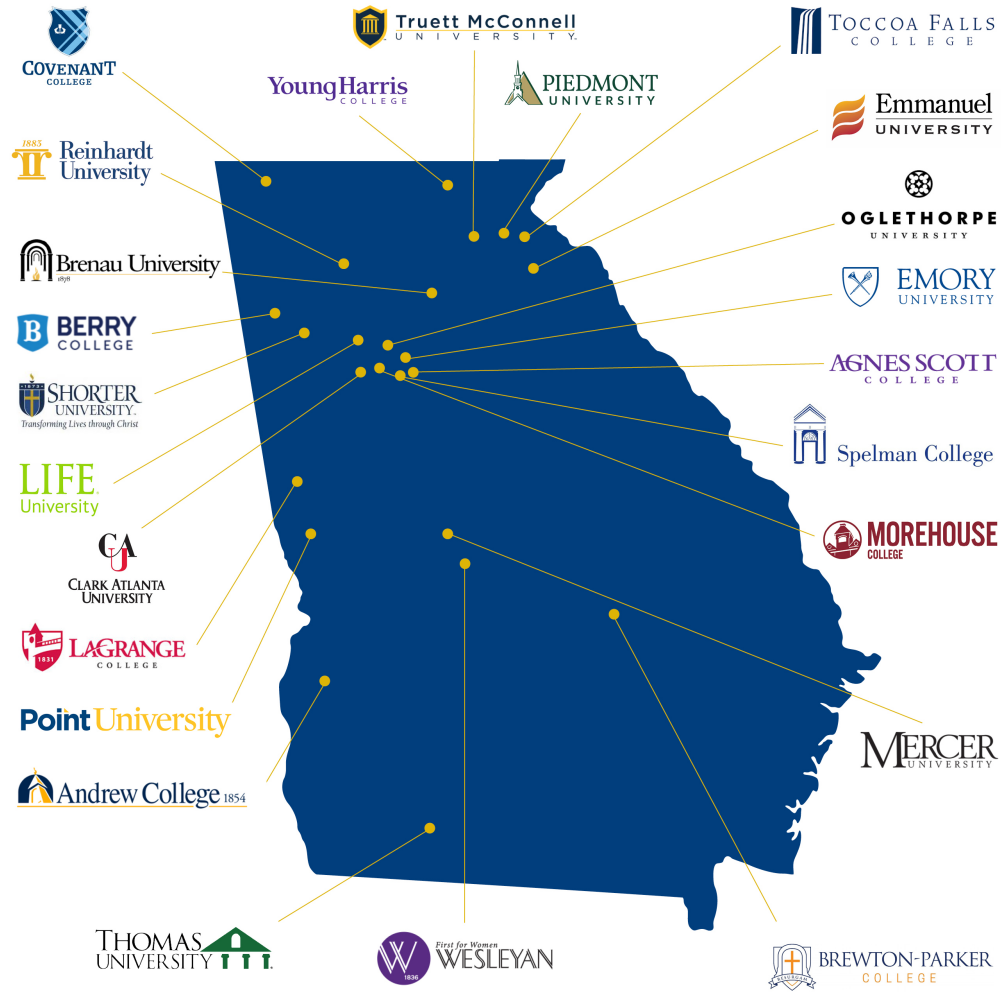 COVENANT
COLLEGE
Truett McConnell
UNIVERSITY
TOCCOA FALLS
COLLEGE
YoungHarris
COLLEGE
PIEDMONT
UNIVERSITY
Emmanuel
UNIVERSITY
1883
Reinhardt
University
OGLETHORPE
UNIVERSITY
Brenau University
1878
EMORY
UNIVERSITY
B BERRY
COLLEGE
AGNES SCOTT
COLLEGE
1873
SHORTER
UNIVERSITY
Transforming Lives through Christ
Spelman College
LIFE
University
MOREHOUSE
COLLEGE
CAU
CLARK ATLANTA
UNIVERSITY
LAGRANGE
COLLEGE
1831
Point University
MERCER
UNIVERSITY
Andrew College 1854
THOMAS
UNIVERSITY
First for Women
W WESLEYAN
1836
BREWTON-PARKER
COLLEGE
RESURGAM